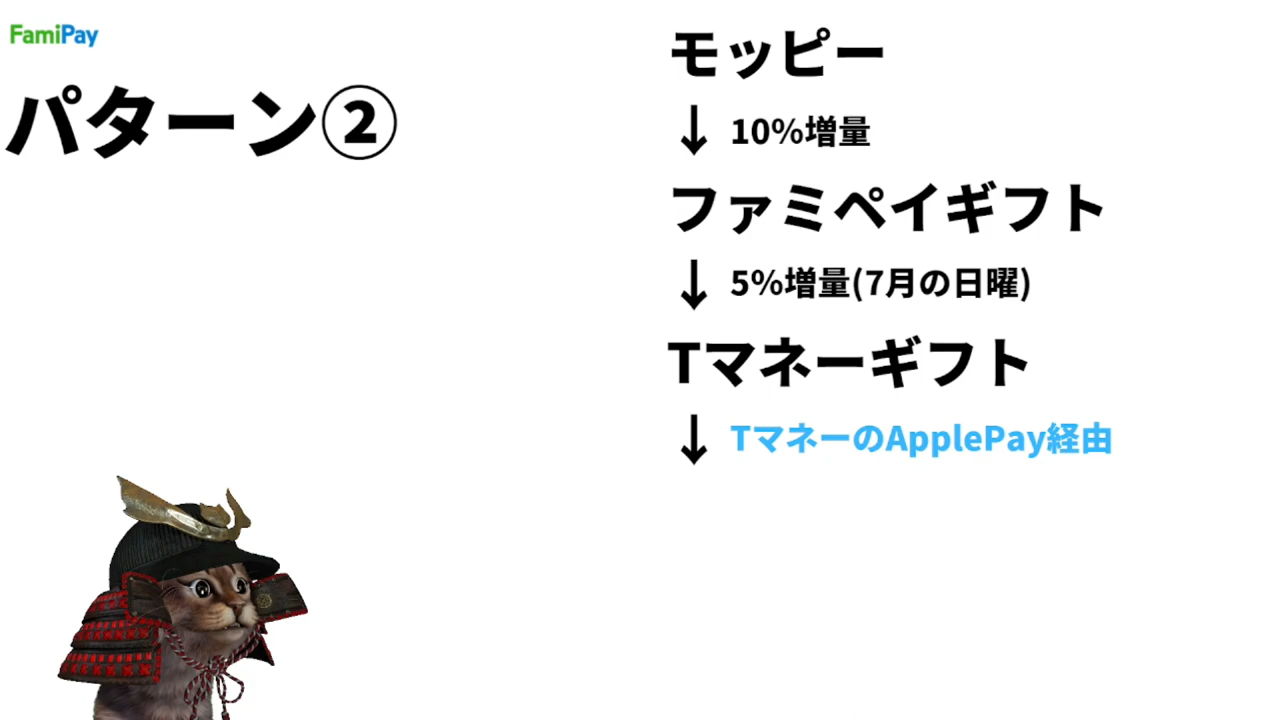 FamiPay
パターン②
モッピー
↓ 10%増量
ファミペイギフト
↓ 5%増量(7月の日曜)
Tマネーギフト
↓ TマネーのApplePay経由